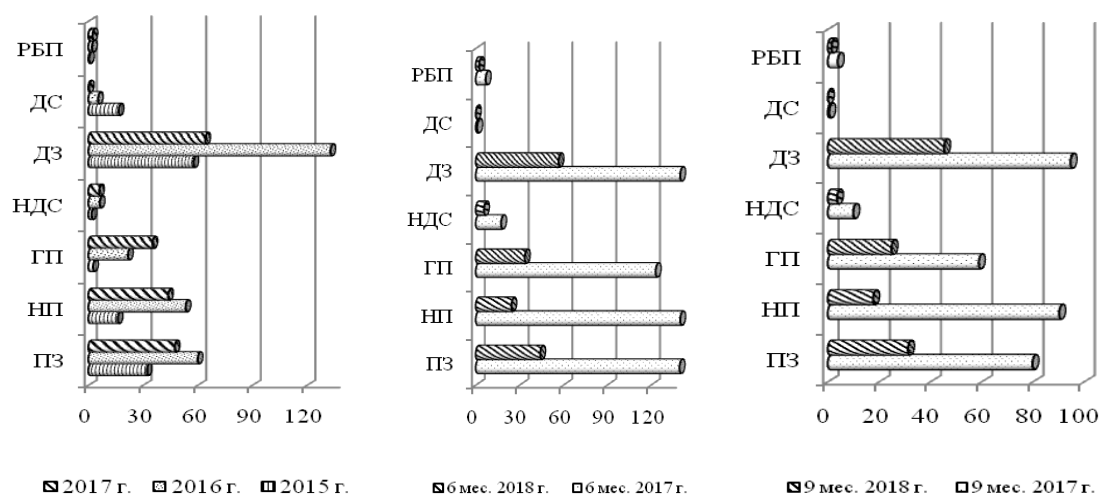 РБП
ДС
ДЗ
НДС
ГП
НП
ПЗ
0 30 60 90 120
2017 г. 2016 г. 2015 г.
РБП
ДС
ДЗ
НДС
ГП
НП
ПЗ
0 30 60 90 120
6 мес. 2018 г. 6 мес. 2017 г.
РБП
ДС
ДЗ
НДС
ГП
НП
ПЗ
0 20 40 60 80 100
9 мес. 2018 г. 9 мес. 2017 г.